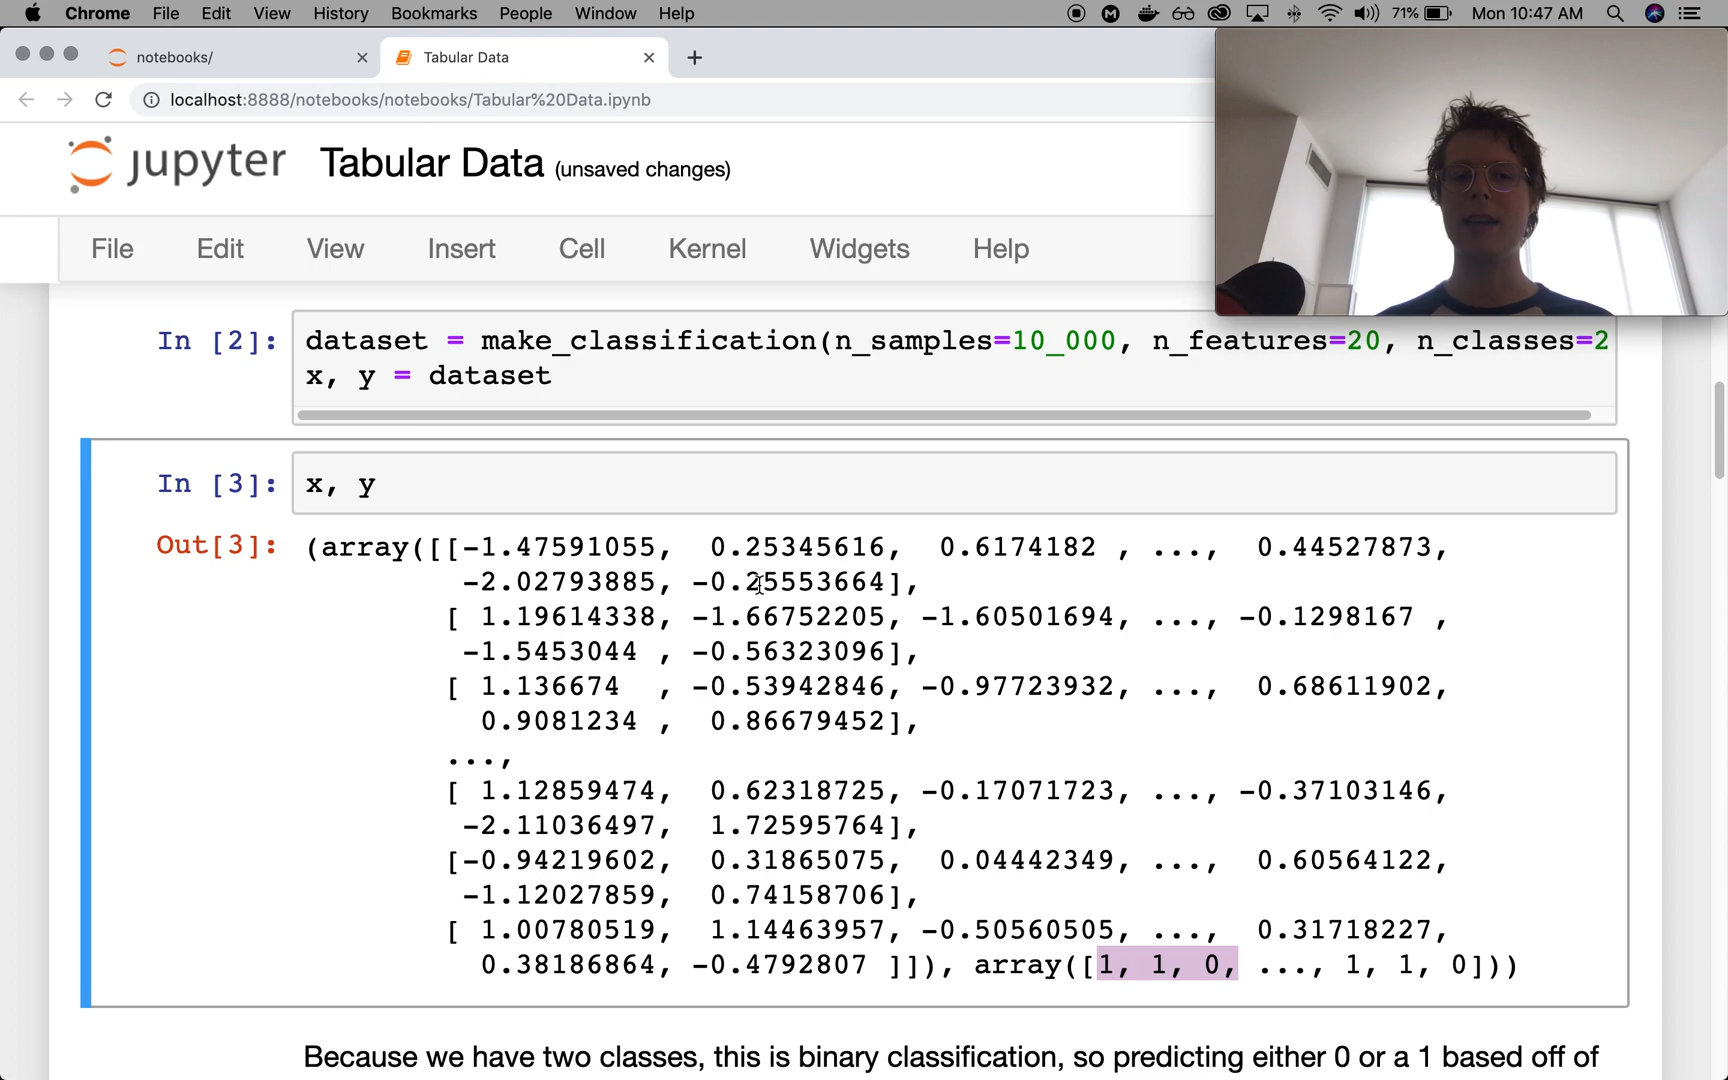 Chrome File Edit View History Bookmarks People Window Help 71% Mon 10:47 AM
notebooks/ Tabular Data
localhost:8888/notebooks/notebooks/Tabular%20Data.ipynb
jupyter Tabular Data (unsaved changes)
File Edit View Insert Cell Kernel Widgets Help
In [2]: dataset = make_classification(n_samples=10_000, n_features=20, n_classes=2
x, y = dataset
In [3]: x, y
Out[3]: (array([[-1.47591055, 0.25345616, 0.6174182 , ..., 0.44527873,
-2.02793885, -0.25553664],
[ 1.19614338, -1.66752205, -1.60501694, ..., -0.1298167 ,
-1.5453044 , -0.56323096],
[ 1.136674 , -0.53942846, -0.97723932, ..., 0.68611902,
0.9081234 , 0.86679452],
...,
[ 1.12859474, 0.62318725, -0.17071723, ..., -0.37103146,
-2.11036497, 1.72595764],
[-0.94219602, 0.31865075, 0.04442349, ..., 0.60564122,
-1.12027859, 0.74158706],
[ 1.00780519, 1.14463957, -0.50560505, ..., 0.31718227,
0.38186864, -0.4792807 ]]), array([1, 1, 0, ..., 1, 1, 0]))
Because we have two classes, this is binary classification, so predicting either 0 or a 1 based off of